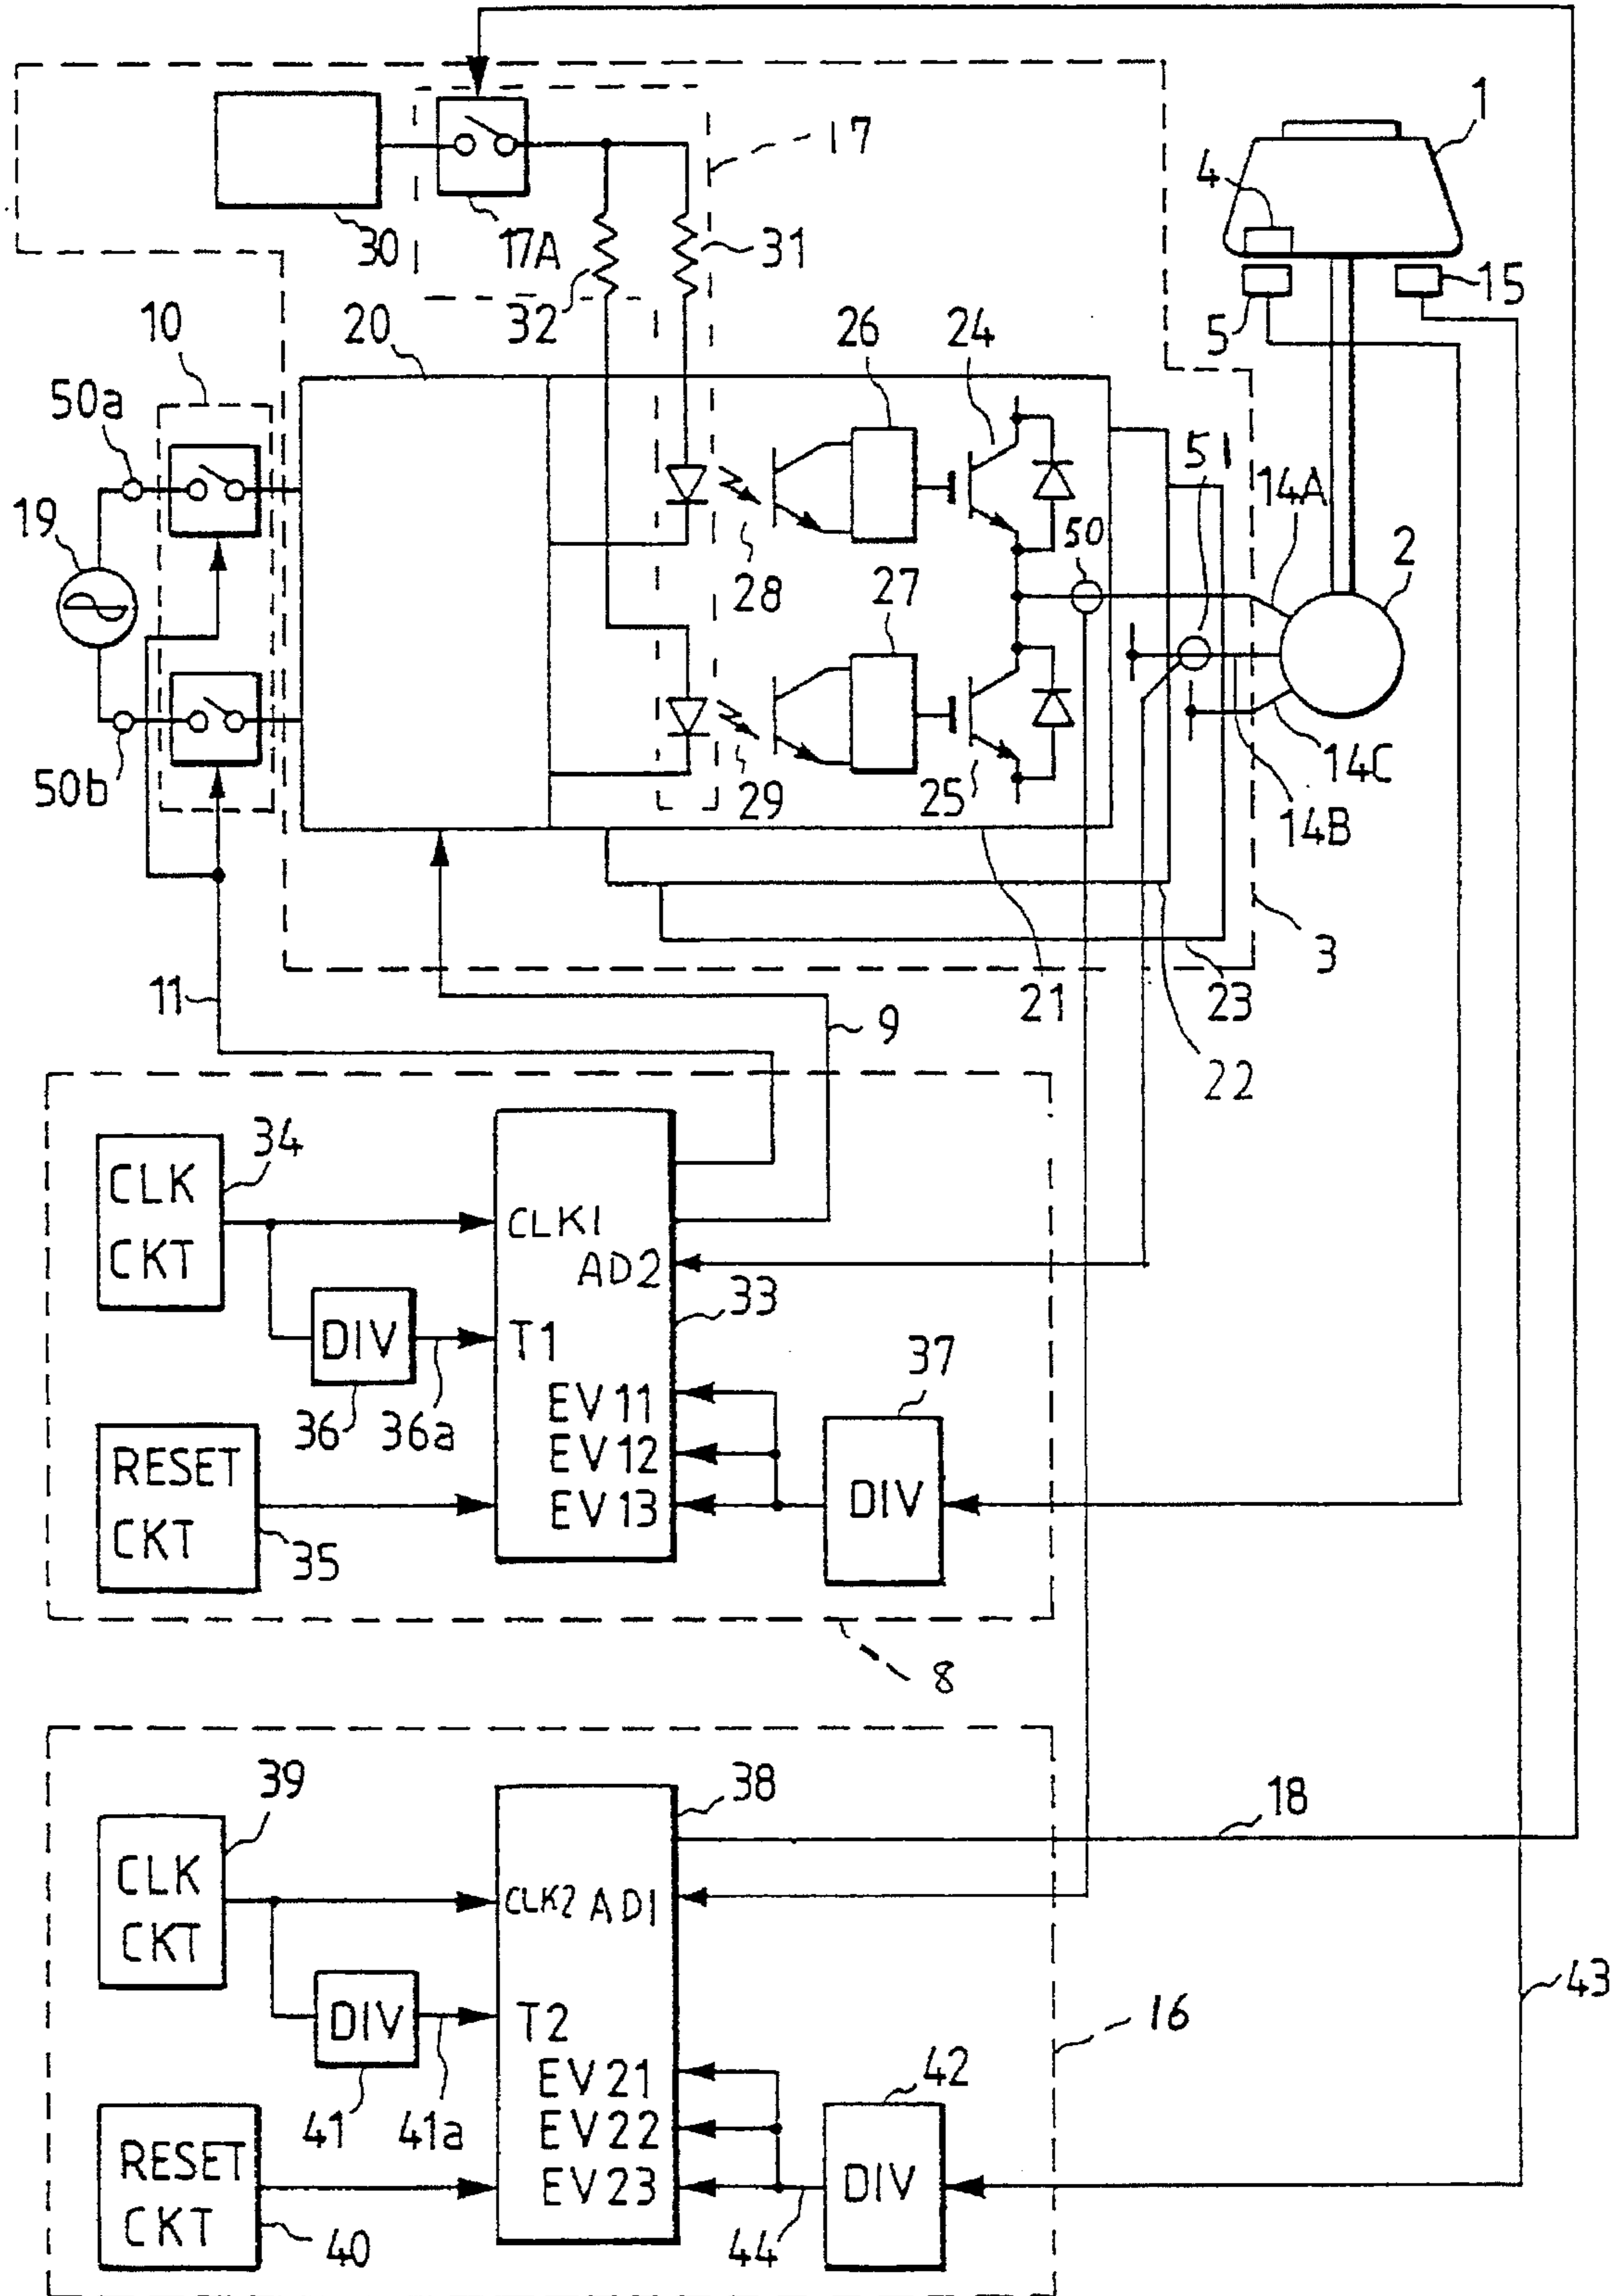 1
17
4
30
17A
31
32
15
5
10
20
26
24
50a
51
14A
19
50
2
28
27
50b
29
25
14C
14B
3
11
21
23
9
22
34
CLK
CKT
CLK1
AD2
33
T1
DIV
37
36
36a
EV11
EV12
EV13
RESET
CKT
DIV
35
8
39
38
18
CLK
CKT
CLK2
AD1
43
DIV
T2
16
EV21
42
41
41a
EV22
RESET
CKT
EV23
DIV
40
44